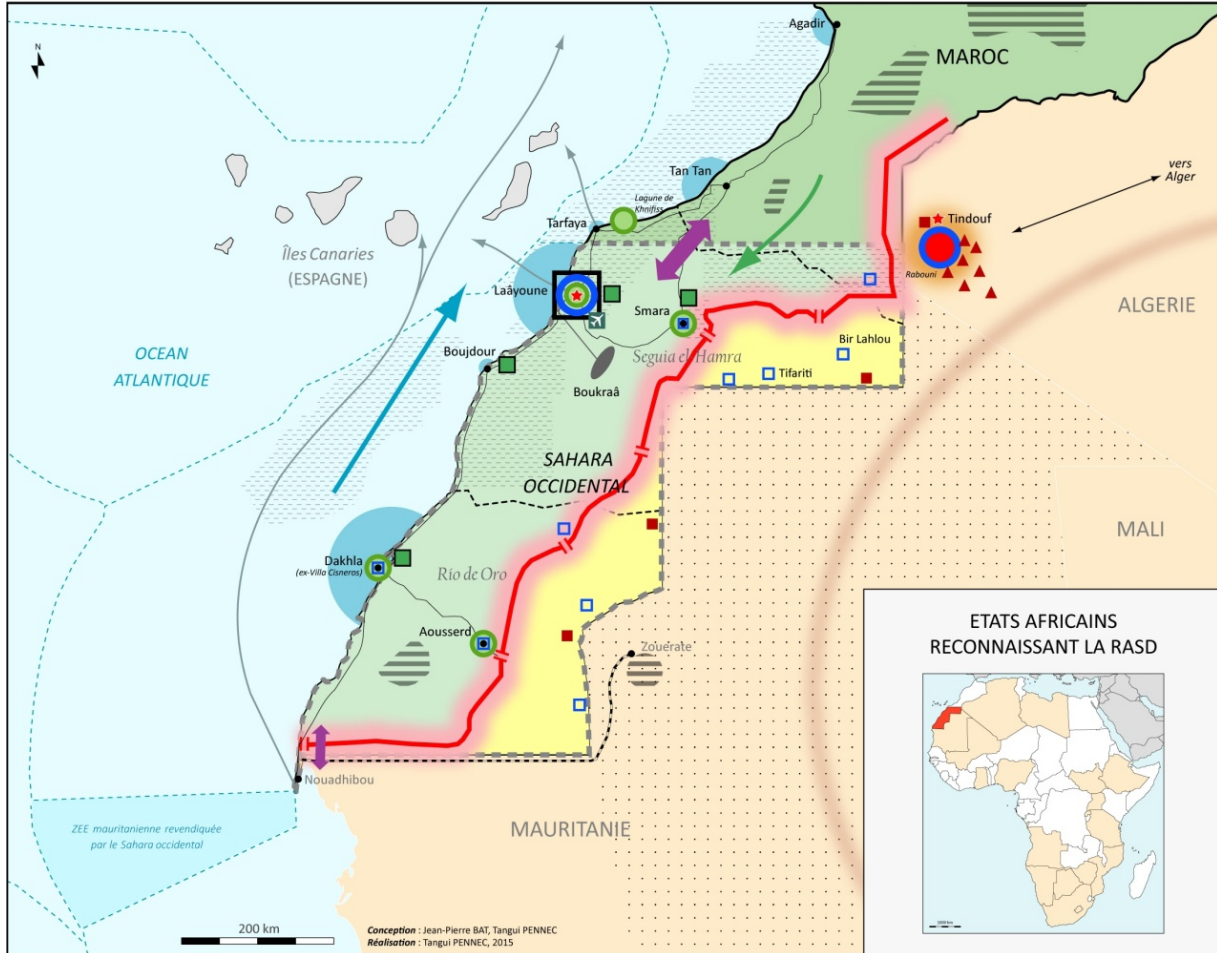 N
Agadir
MAROC
vers
Alger
Tan Tan
Lagune de
Khnifiss
Tarfaya
Tindouf
Rabouni
Îles Canaries
(ESPAGNE)
Laâyoune
Smara
ALGERIE
Bir Lahlou
OCEAN
ATLANTIQUE
Boujdour
Seguia el Hamra
Tifariti
Boukraâ
SAHARA
OCCIDENTAL
MALI
Dakhla
(ex-Villa Cisneros)
Río de Oro
Aousserd
Zouerate
ETATS AFRICAINS
RECONNAISSANT LA RASD
Nouadhibou
MAURITANIE
ZEE mauritanienne revendiquée
par le Sahara occidental
200 km
Conception : Jean-Pierre BAT, Tangui PENNEC
Réalisation : Tangui PENNEC, 2015